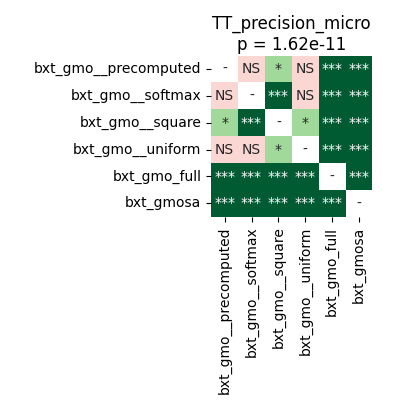 TT_precision_micro
p = 1.62e-11
bxt_gmo__precomputed - NS * NS *** ***
bxt_gmo__softmax NS - *** NS *** ***
bxt_gmo__square * *** - * *** ***
bxt_gmo__uniform NS NS * - *** ***
bxt_gmo_full *** *** *** *** - ***
bxt_gmosa *** *** *** *** *** -
bxt_gmo__precomputed
bxt_gmo__softmax
bxt_gmo__square
bxt_gmo__uniform
bxt_gmo_full
bxt_gmosa